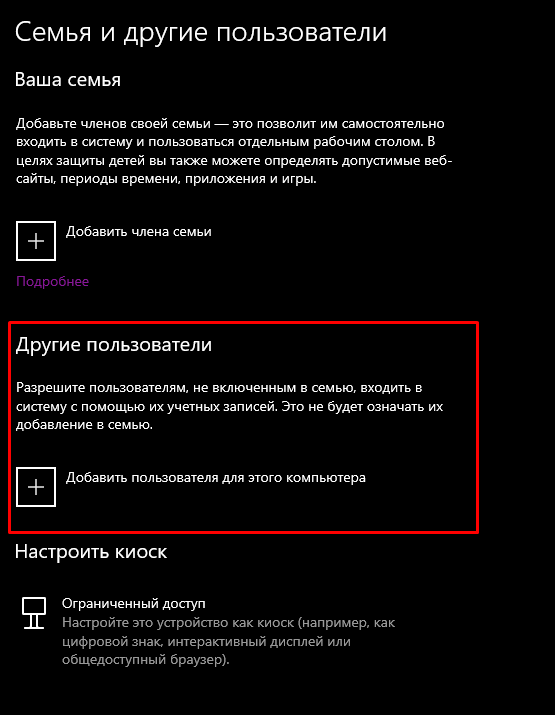 Семья и другие пользователи
Ваша семья
Добавьте членов своей семьи — это позволит им самостоятельно
входить в систему и пользоваться отдельным рабочим столом. В
целях защиты детей вы также можете определять допустимые веб-
сайты, периоды времени, приложения и игры.
Добавить члена семьи
Подробнее
Другие пользователи
Разрешите пользователям, не включенным в семью, входить в
систему с помощью их учетных записей. Это не будет означать их
добавление в семью.
Добавить пользователя для этого компьютера
Настроить киоск
Ограниченный доступ
Настройте это устройство как киоск (например, как
цифровой знак, интерактивный дисплей или
общедоступный браузер).